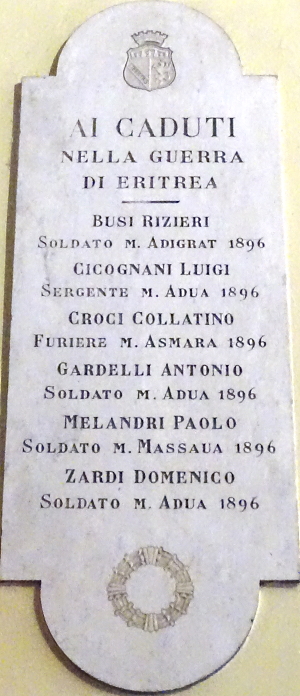 AI CADUTI
NELLA GUERRA
DI ERITREA
BUSI RIZIERI
SOLDATO M. ADIGRAT 1896
CICOGNANI LUIGI
SERGENTE M. ADUA 1896
CROCI COLLATINO
FURIERE M. ASMARA 1896
GARDELLI ANTONIO
SOLDATO M. ADUA 1896
MELANDRI PAOLO
SOLDATO M. MASSAUA 1896
ZARDI DOMENICO
SOLDATO M. ADUA 1896